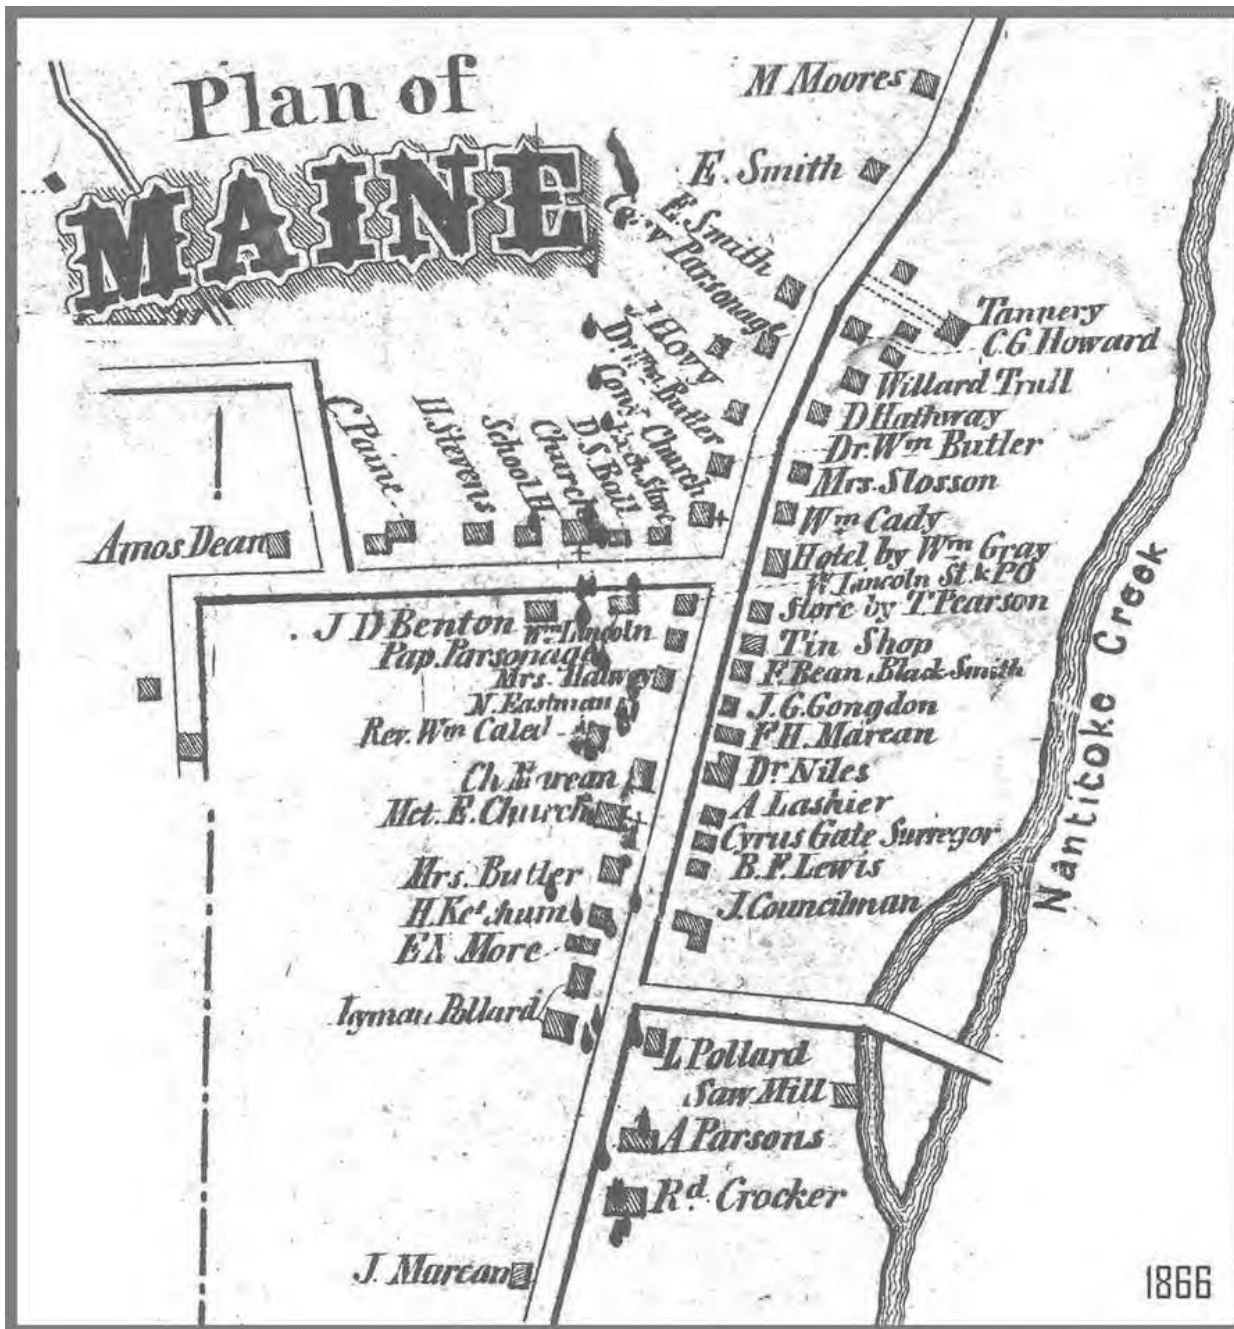 Plan of
MAINE
M Moores
E. Smith
E. Smith
Parsonage
J Hovy
Dr. Wm Butler
Cong. Church
Store
D.S. Ball
Church
School H.
H. Stevens
C. Paine
Amos Dean
Tannery
C.G. Howard
Willard Trull
D. Hathway
Dr. Wm Butler
Mrs. Slosson
Wm Cady
Hotel by Wm Gray
W. Lincoln St. & PO
Store by T. Pearson
Tin Shop
F. Bean, Black Smith
J. G. Gongdon
F. H. Marean
Dr. Niles
A Lashier
Cyrus Gate Surregor
B. F. Lewis
J. Councilman
J D Benton
Wm Lincoln
Bap. Parsonage
Mrs.
N. Eastman
Rev. Wm
Ch Marean
Met. E. Church
Mrs. Butler
H. Ketchum
More
Lyman Pollard
L Pollard
Saw Mill
A Parsons
Rd. Crocker
J. Marean
Nanticoke Creek
1866